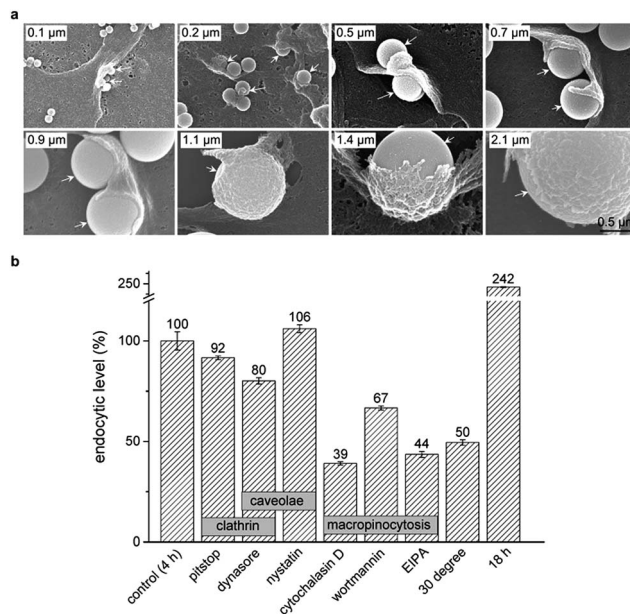 a
0.1 µm
0.2 µm
0.5 µm
0.7 µm
0.9 µm
1.1 µm
1.4 µm
2.1 µm
0.5 µm
b
endocytic level (%)
250
100
50
0
100
92
80
106
39
67
44
50
242
caveolae
clathrin
macropinocytosis
control (4 h)
pitstop
dynasore
nystatin
cytochalasin D
wortmannin
EIPA
30 degree
18 h